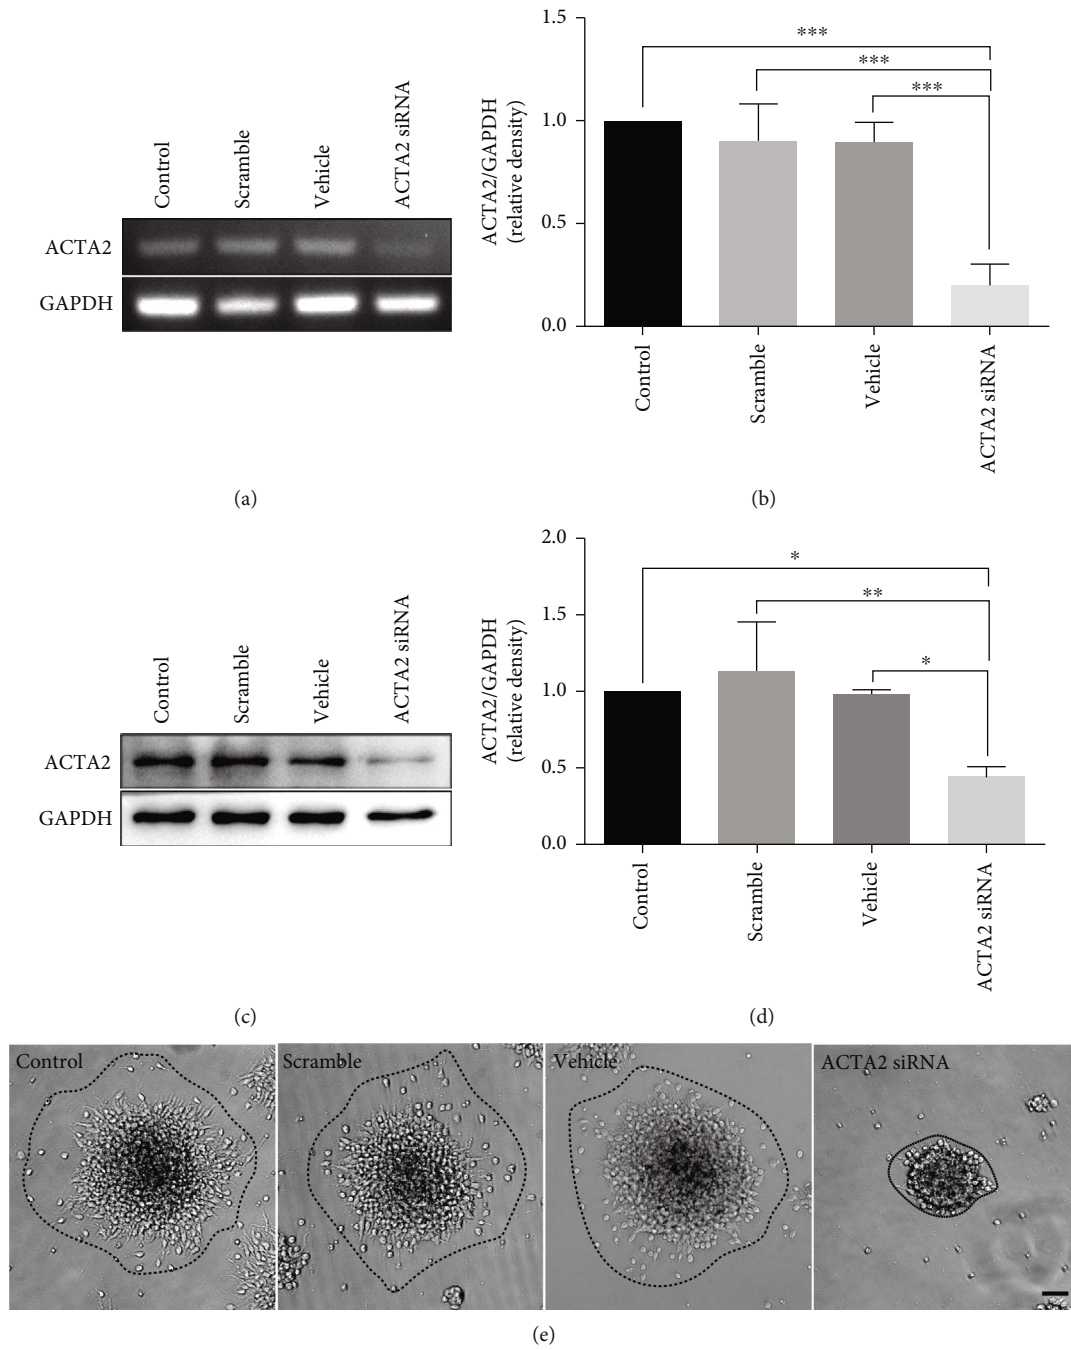 Control
Scramble
Vehicle
ACTA2 siRNA
ACTA2
GAPDH
(a)
1.5
1.0
0.5
0.0
ACTA2/GAPDH
(relative density)
***
***
***
Control
Scramble
Vehicle
ACTA2 siRNA
(b)
Control
Scramble
Vehicle
ACTA2 siRNA
ACTA2
GAPDH
(c)
2.0
1.5
1.0
0.5
0.0
ACTA2/GAPDH
(relative density)
*
**
*
Control
Scramble
Vehicle
ACTA2 siRNA
(d)
Control
Scramble
Vehicle
ACTA2 siRNA
(e)